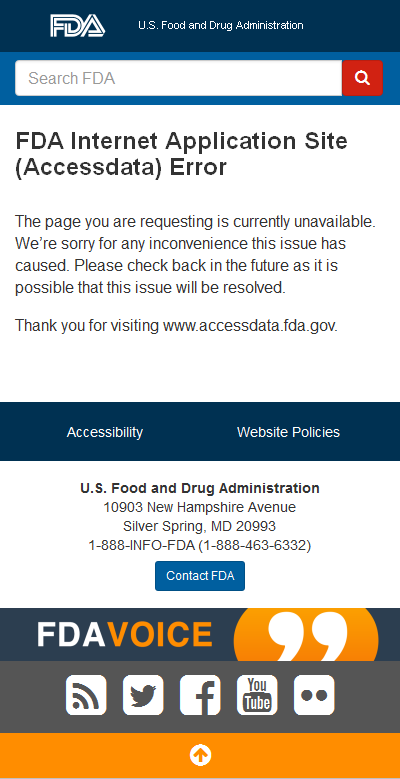 FDA U.S. Food and Drug Administration
Search FDA
FDA Internet Application Site
(Accessdata) Error
The page you are requesting is currently unavailable.
We’re sorry for any inconvenience this issue has
caused. Please check back in the future as it is
possible that this issue will be resolved.
Thank you for visiting www.accessdata.fda.gov.
Accessibility Website Policies
U.S. Food and Drug Administration
10903 New Hampshire Avenue
Silver Spring, MD 20993
1-888-INFO-FDA (1-888-463-6332)
Contact FDA
FDAVOICE
You
Tube